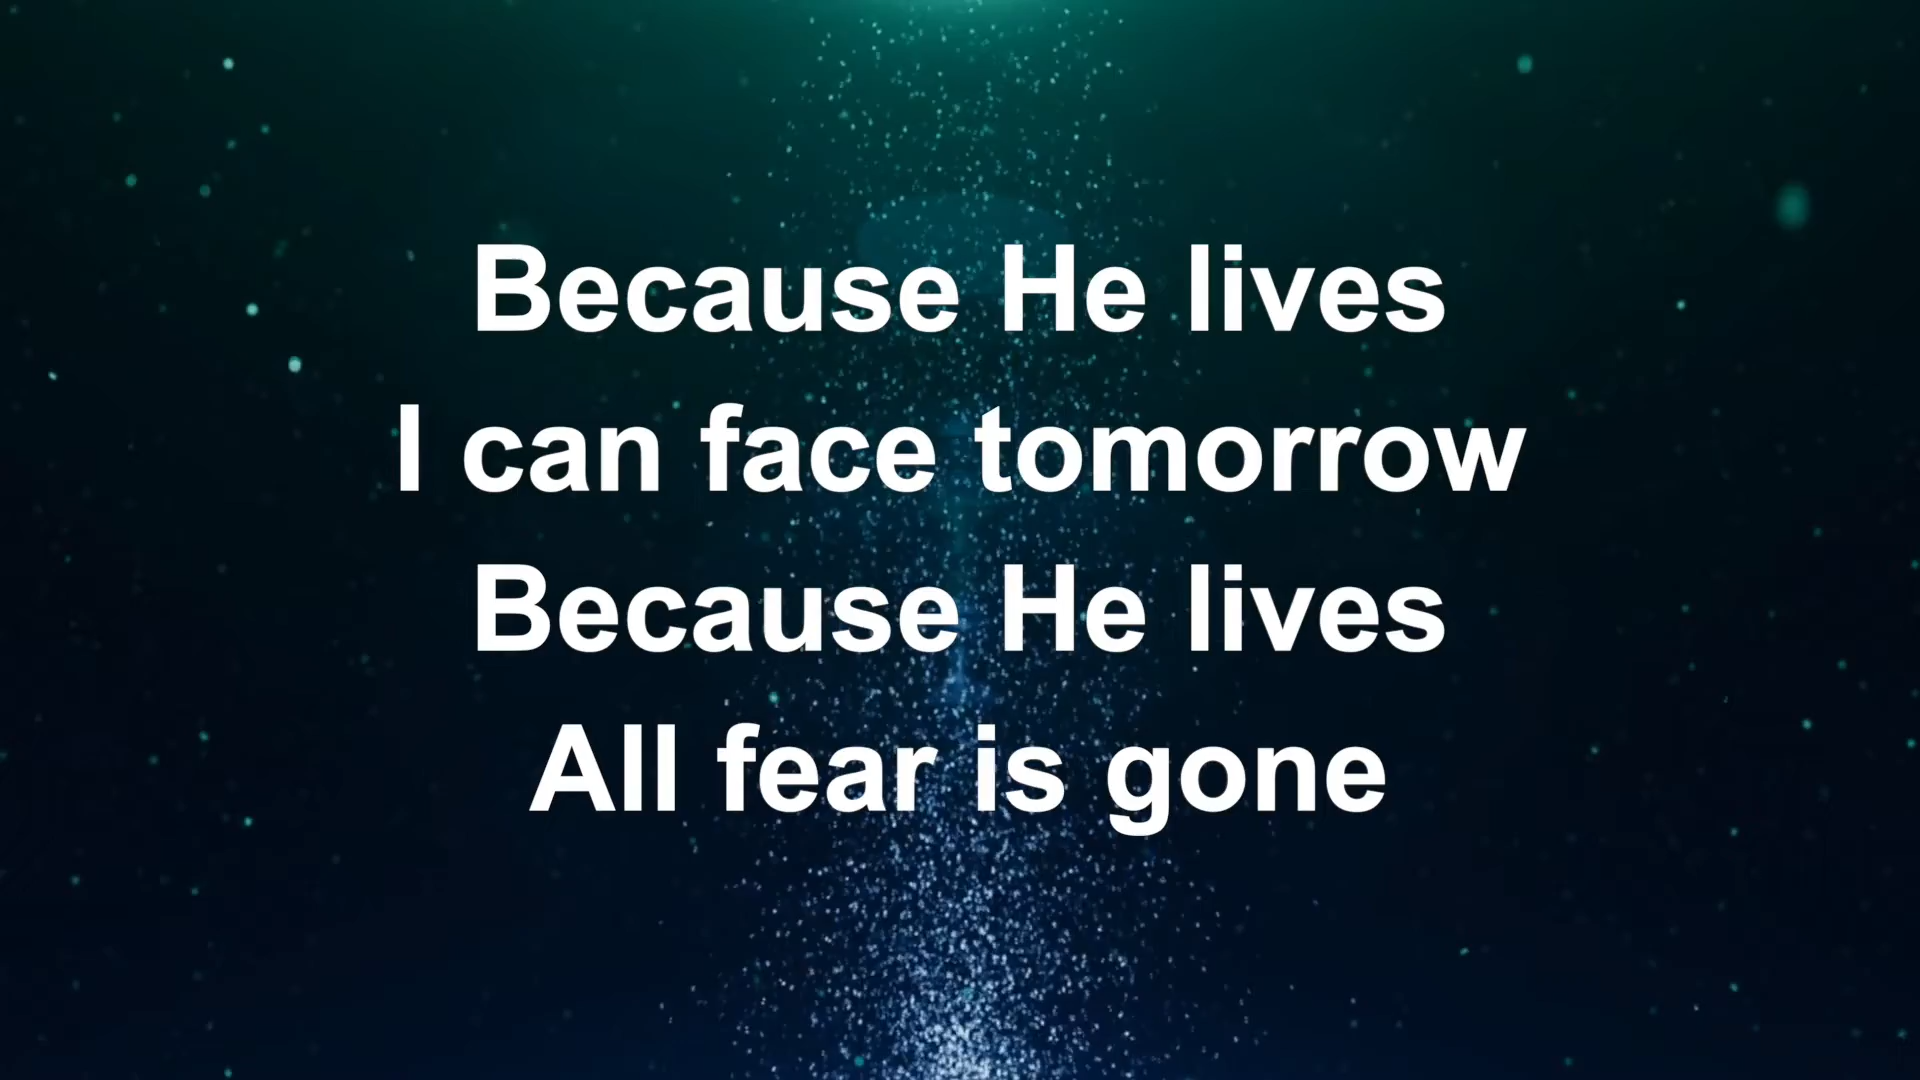 Because He lives
I can face tomorrow
Because He lives
All fear is gone